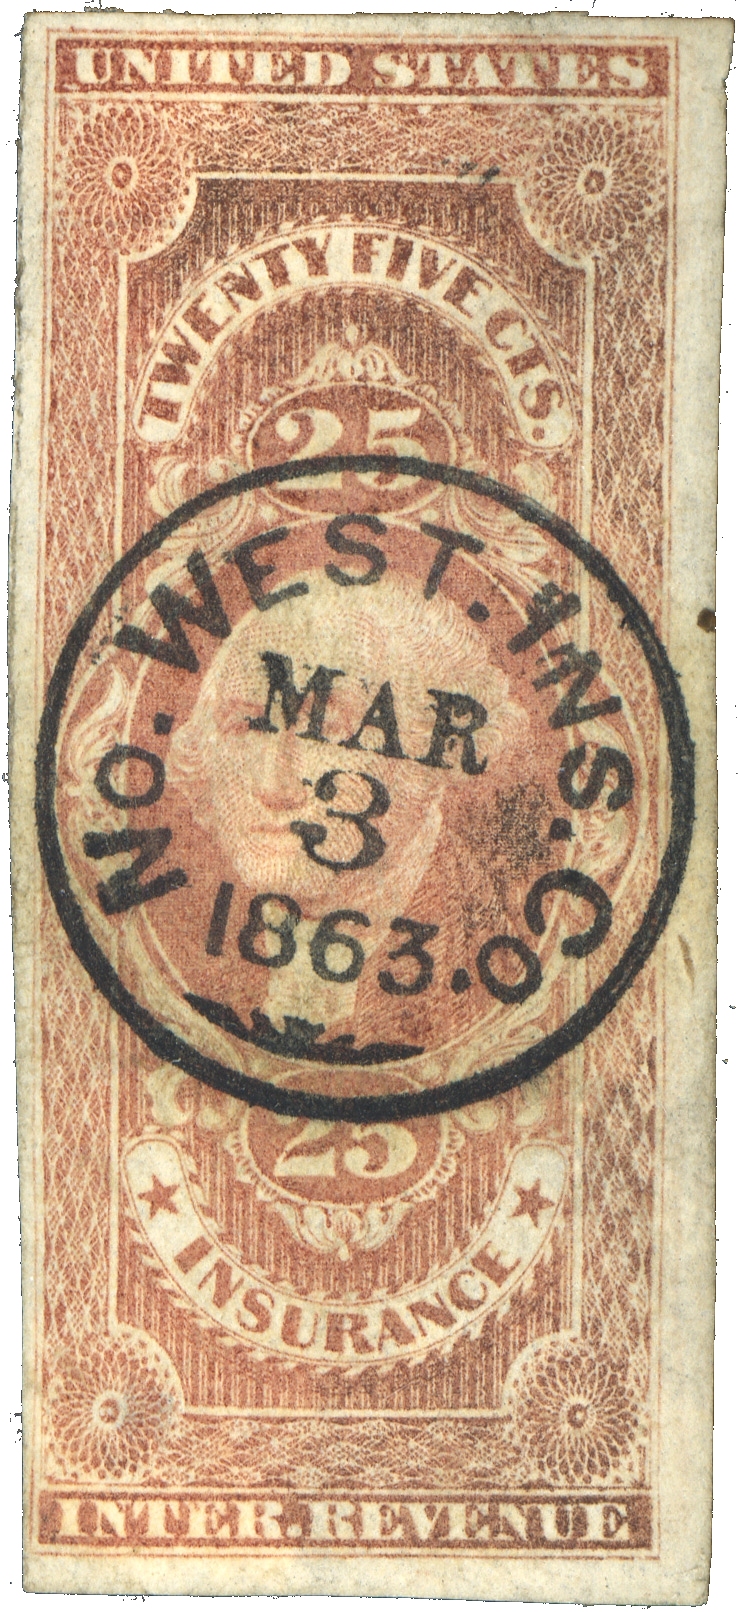 UNITED STATES
TWENTY FIVE CTS.
25
NO. WEST. INS. CO.
MAR
3
1863
25
★ INSURANCE ★
INTER. REVENUE